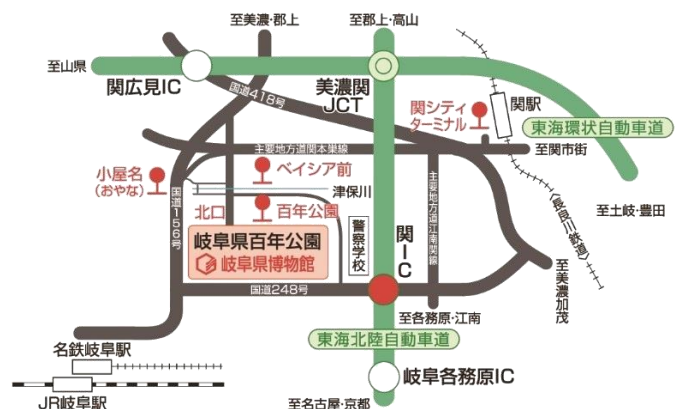 至美濃・郡上
至郡上・高山
至山県
関広見IC
国道418号
美濃関
JCT
関シティ
ターミナル
関駅
東海環状自動車道
主要地方道関本巣線
至関市街
小屋名
(おやな)
ベイシア前
津保川
北口
百年公園
国道156号
主要地方道江南関線
警察学校
関IC
至土岐・豊田
〈長良川鉄道〉
岐阜県百年公園
岐阜県博物館
国道248号
至美濃加茂
至各務原・江南
東海北陸自動車道
名鉄岐阜駅
JR岐阜駅
岐阜各務原IC
至名古屋・京都